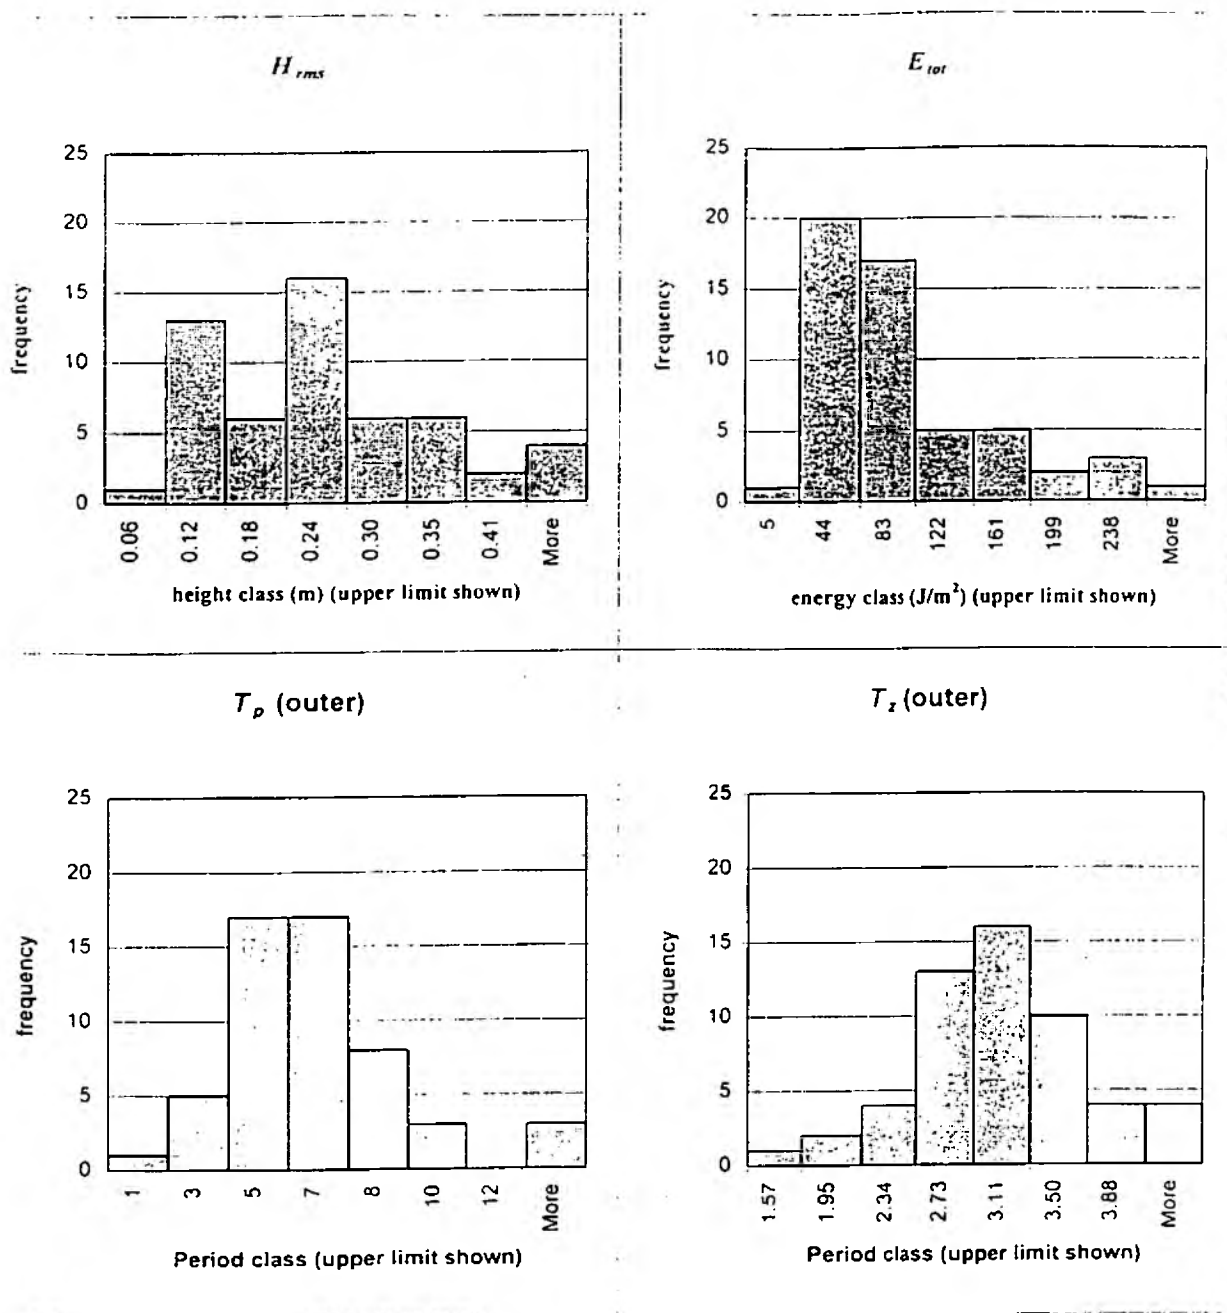 H rms
25
20
15
10
5
0
frequency
0.06 0.12 0.18 0.24 0.30 0.35 0.41 More
height class (m) (upper limit shown)
E tot
25
20
15
10
5
0
frequency
5 44 83 122 161 199 238 More
energy class (J/m²) (upper limit shown)
T p (outer)
25
20
15
10
5
0
frequency
1 3 5 7 8 10 12 More
Period class (upper limit shown)
T z (outer)
25
20
15
10
5
0
frequency
1.57 1.95 2.34 2.73 3.11 3.50 3.88 More
Period class (upper limit shown)